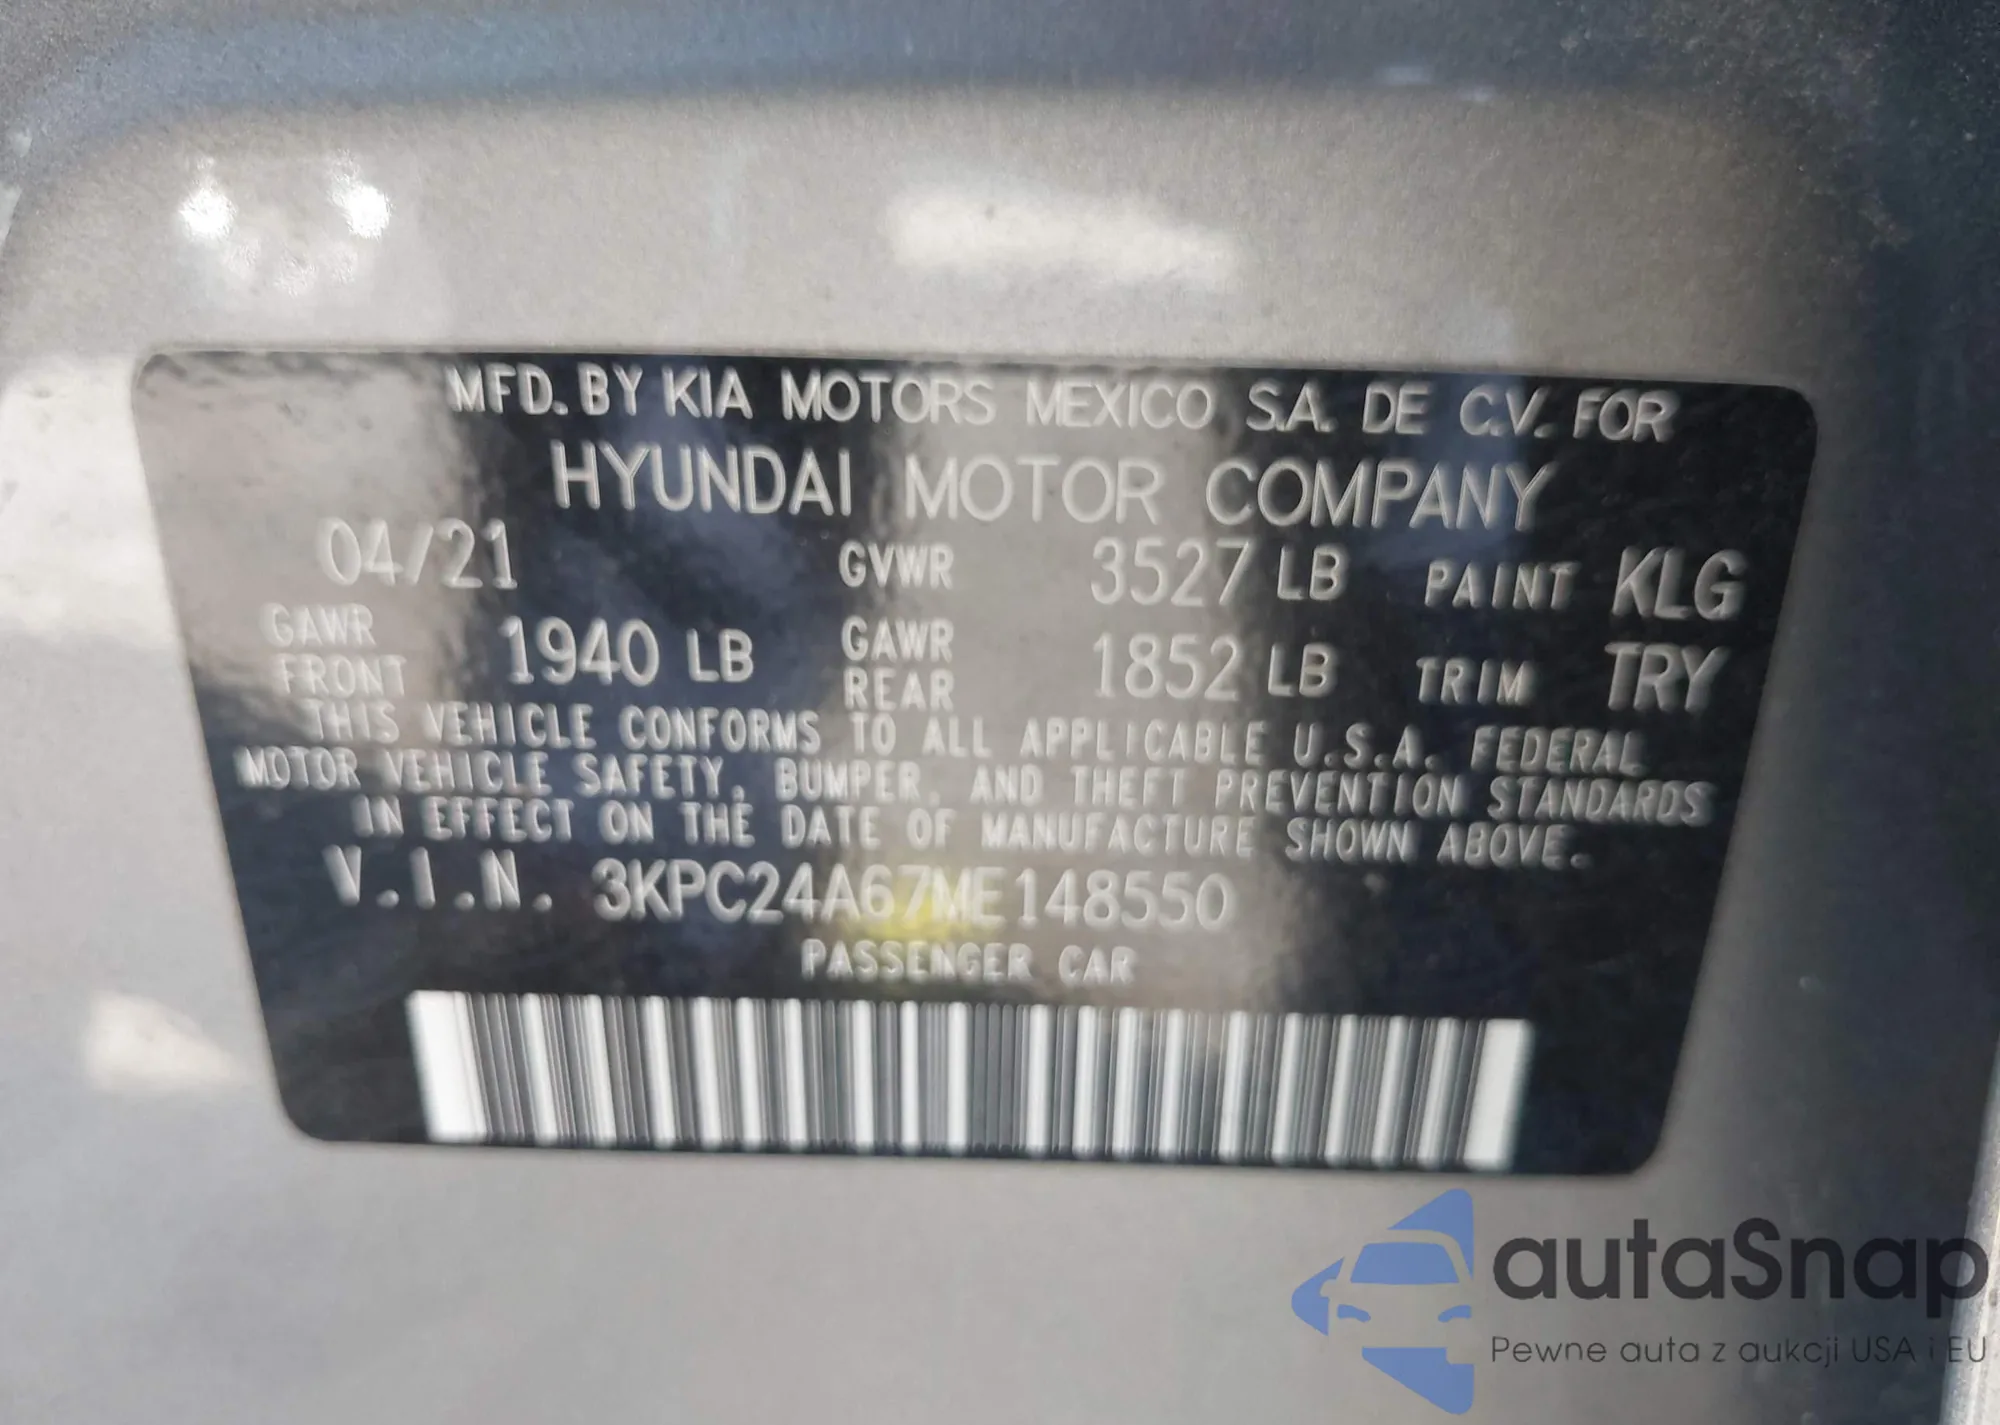 MFD. BY KIA MOTORS MEXICO S.A. DE C.V. FOR
HYUNDAI MOTOR COMPANY
04/21 GVWR 3527 LB PAINT KLG
GAWR FRONT 1940 LB GAWR REAR 1852 LB TRIM TRY
THIS VEHICLE CONFORMS TO ALL APPLICABLE U.S.A. FEDERAL
MOTOR VEHICLE SAFETY, BUMPER, AND THEFT PREVENTION STANDARDS
IN EFFECT ON THE DATE OF MANUFACTURE SHOWN ABOVE.
V.I.N. 3KPC24A67ME148550
PASSENGER CAR
autaSnap
Pewne auta z aukcji USA i EU